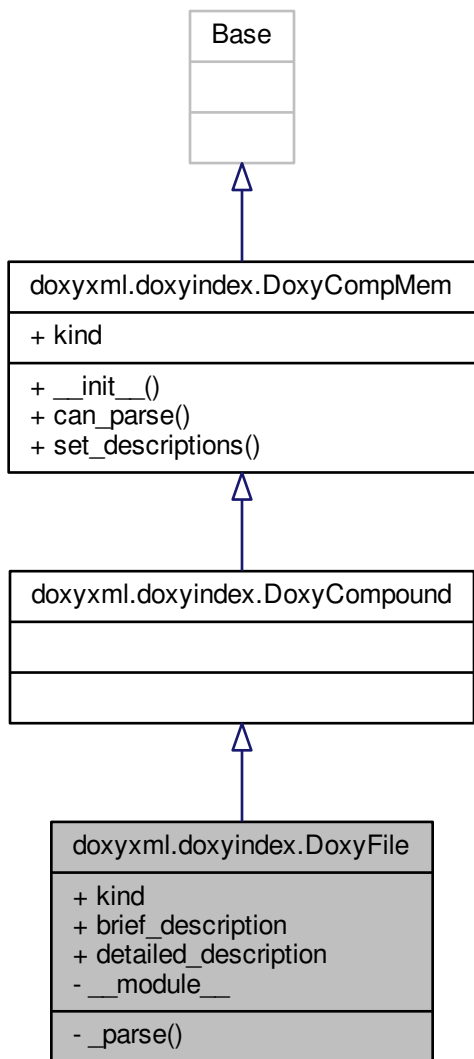 Base
doxyxml.doxyindex.DoxyCompMem
+ kind
+ __init__()
+ can_parse()
+ set_descriptions()
doxyxml.doxyindex.DoxyCompound
doxyxml.doxyindex.DoxyFile
+ kind
+ brief_description
+ detailed_description
- __module__
- _parse()